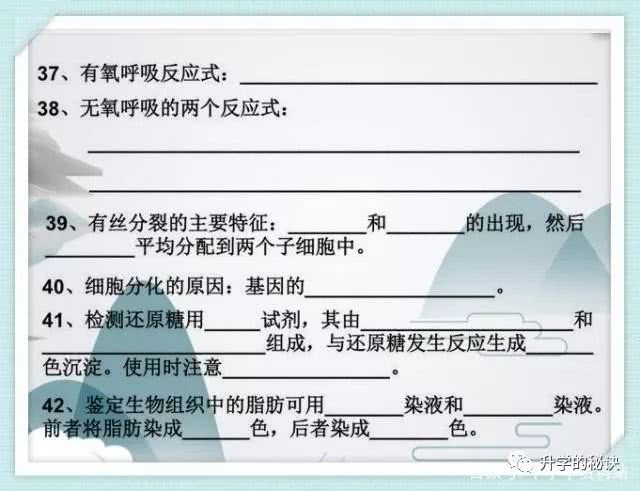 37、有氧呼吸反应式：____________________
38、无氧呼吸的两个反应式：
____________________
____________________
39、有丝分裂的主要特征：________和________的出现，然后
________平均分配到两个子细胞中。
40、细胞分化的原因：基因的____________________。
41、检测还原糖用______试剂，其由____________________和
____________________组成，与还原糖发生反应生成______
色沉淀。使用时注意________________。
42、鉴定生物组织中的脂肪可用________染液和________染液。
前者将脂肪染成______色，后者染成______色。
升学的秘诀